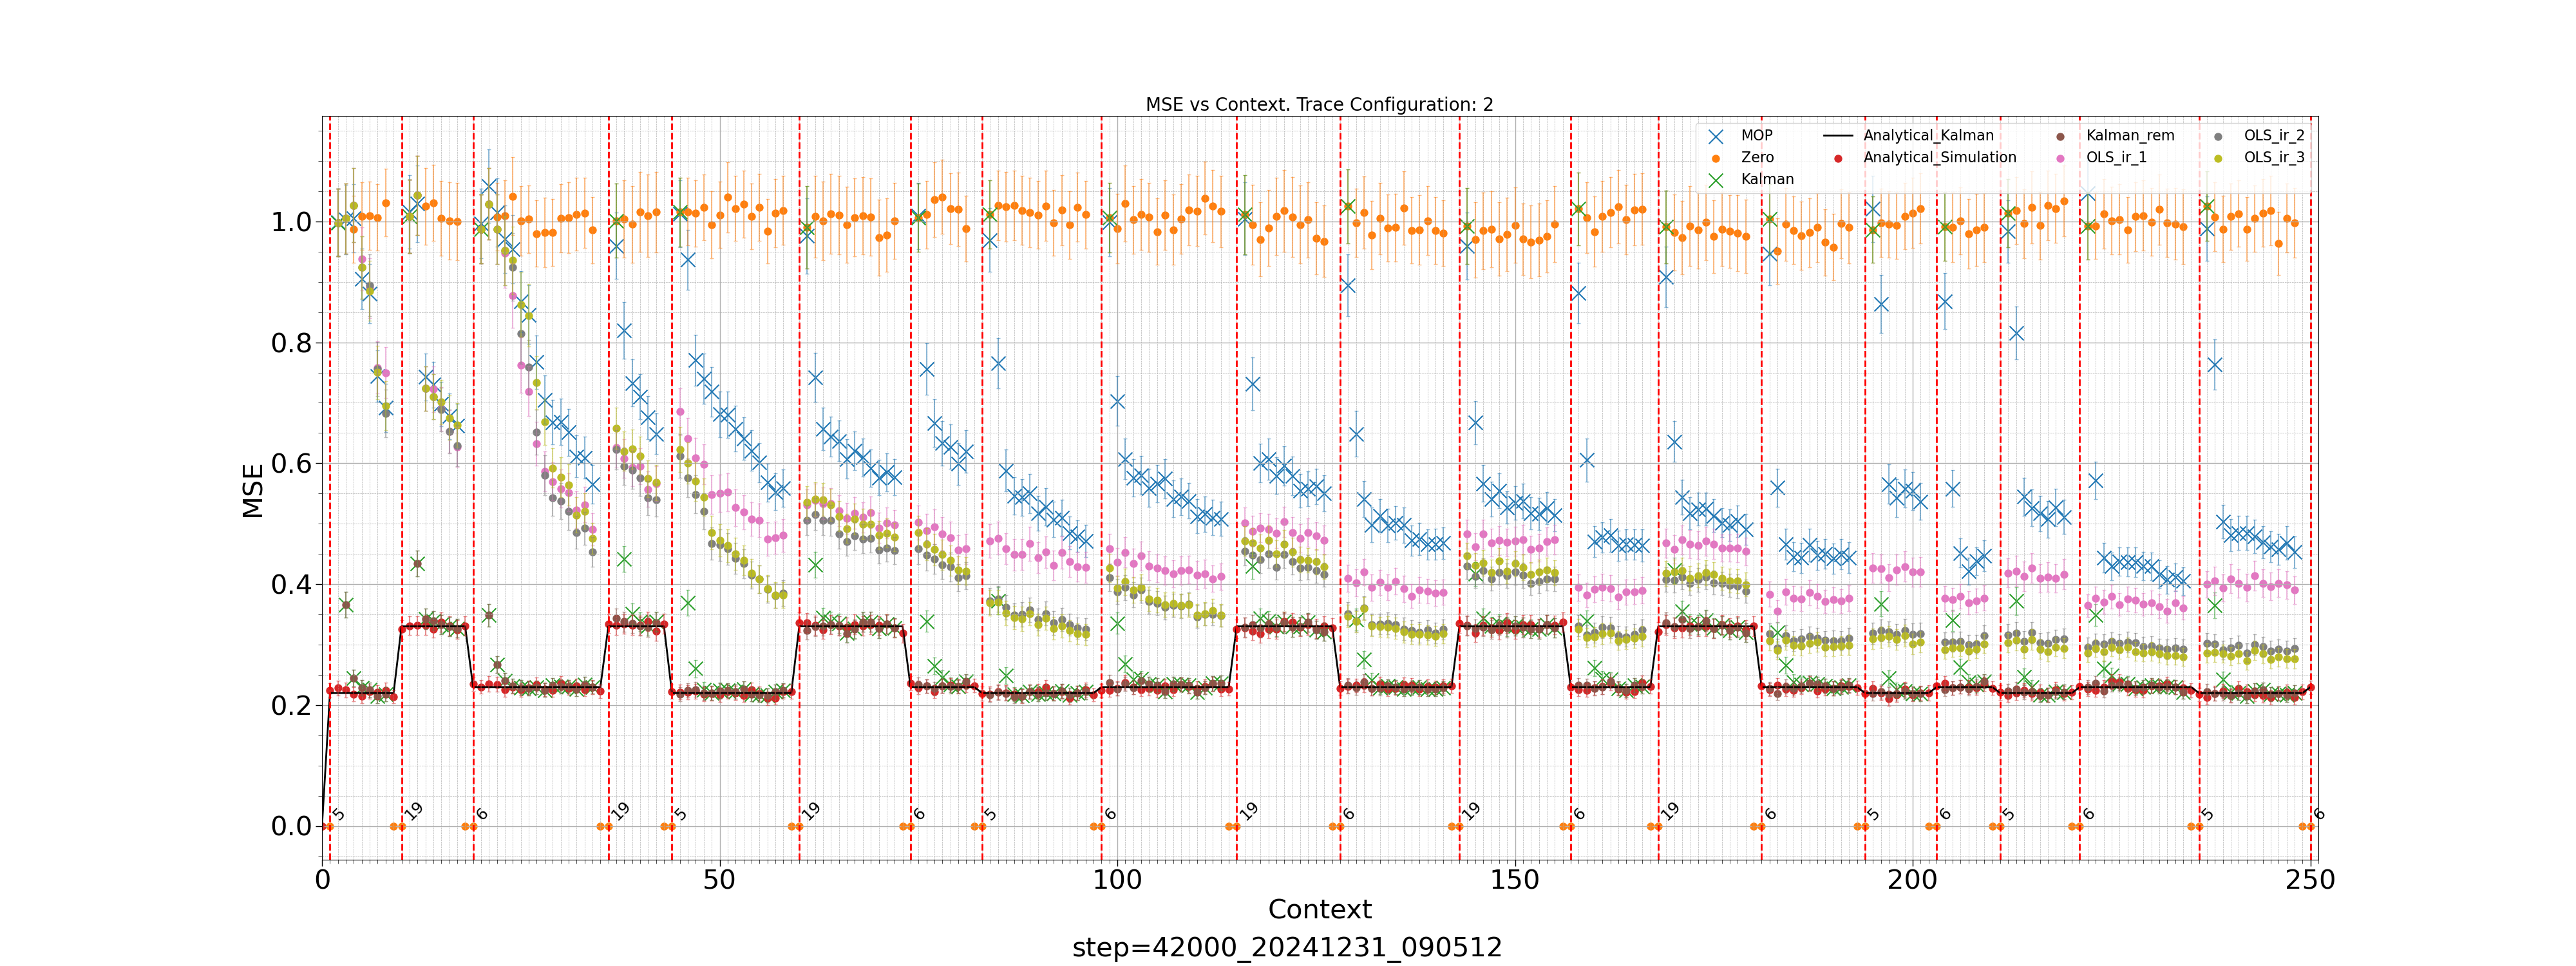 MSE vs Context. Trace Configuration: 2
MOP
Zero
Kalman
Analytical_Kalman
Analytical_Simulation
Kalman_rem
OLS_ir_1
OLS_ir_2
OLS_ir_3
MSE
1.0
0.8
0.6
0.4
0.2
0.0
5 19 6 19 5 19 6 5 6 19 6 19 6 19 6 5 6 5 6 5 6
0 50 100 150 200 250
Context
step=42000_20241231_090512